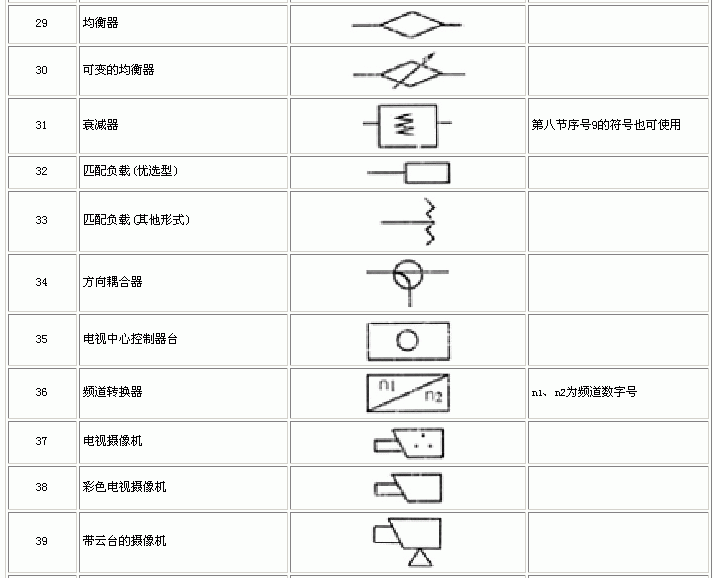 29 均衡器
30 可变的均衡器
31 衰减器 第八节序号9的符号也可使用
32 匹配负载(优选型)
33 匹配负载(其他形式)
34 方向耦合器
35 电视中心控制器台
36 频道转换器 n1 n2 n1、n2为频道数字号
37 电视摄像机
38 彩色电视摄像机
39 带云台的摄像机